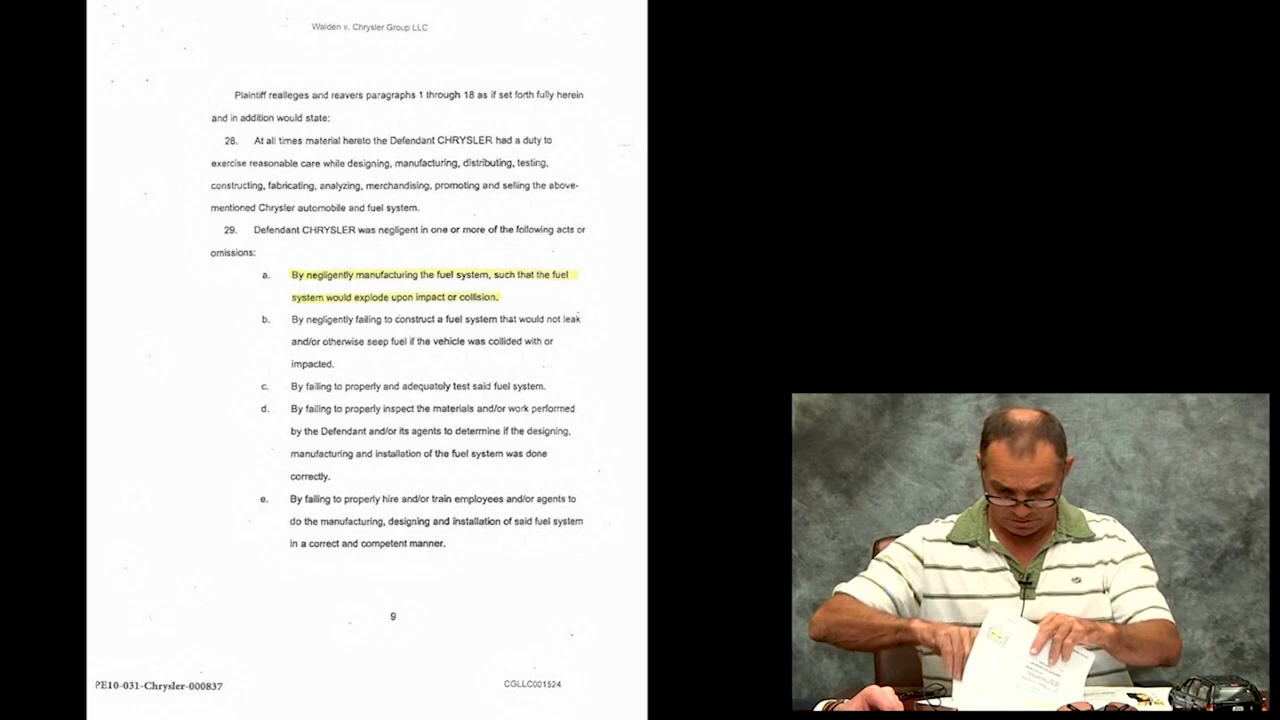 Walden v. Chrysler Group LLC
Plaintiff realleges and reavers paragraphs 1 through 18 as if set forth fully herein
and in addition would state:
28. At all times material hereto the Defendant CHRYSLER had a duty to
exercise reasonable care while designing, manufacturing, distributing, testing,
constructing, fabricating, analyzing, merchandising, promoting and selling the above-
mentioned Chrysler automobile and fuel system.
29. Defendant CHRYSLER was negligent in one or more of the following acts or
omissions:
a. By negligently manufacturing the fuel system, such that the fuel
system would explode upon impact or collision.
b. By negligently failing to construct a fuel system that would not leak
and/or otherwise seep fuel if the vehicle was collided with or
impacted.
c. By failing to properly and adequately test said fuel system.
d. By failing to properly inspect the materials and/or work performed
by the Defendant and/or its agents to determine if the designing,
manufacturing and installation of the fuel system was done
correctly.
e. By failing to properly hire and/or train employees and/or agents to
do the manufacturing, designing and installation of said fuel system
in a correct and competent manner.
9
PE10-031-Chrysler-000837
CGLLC001524